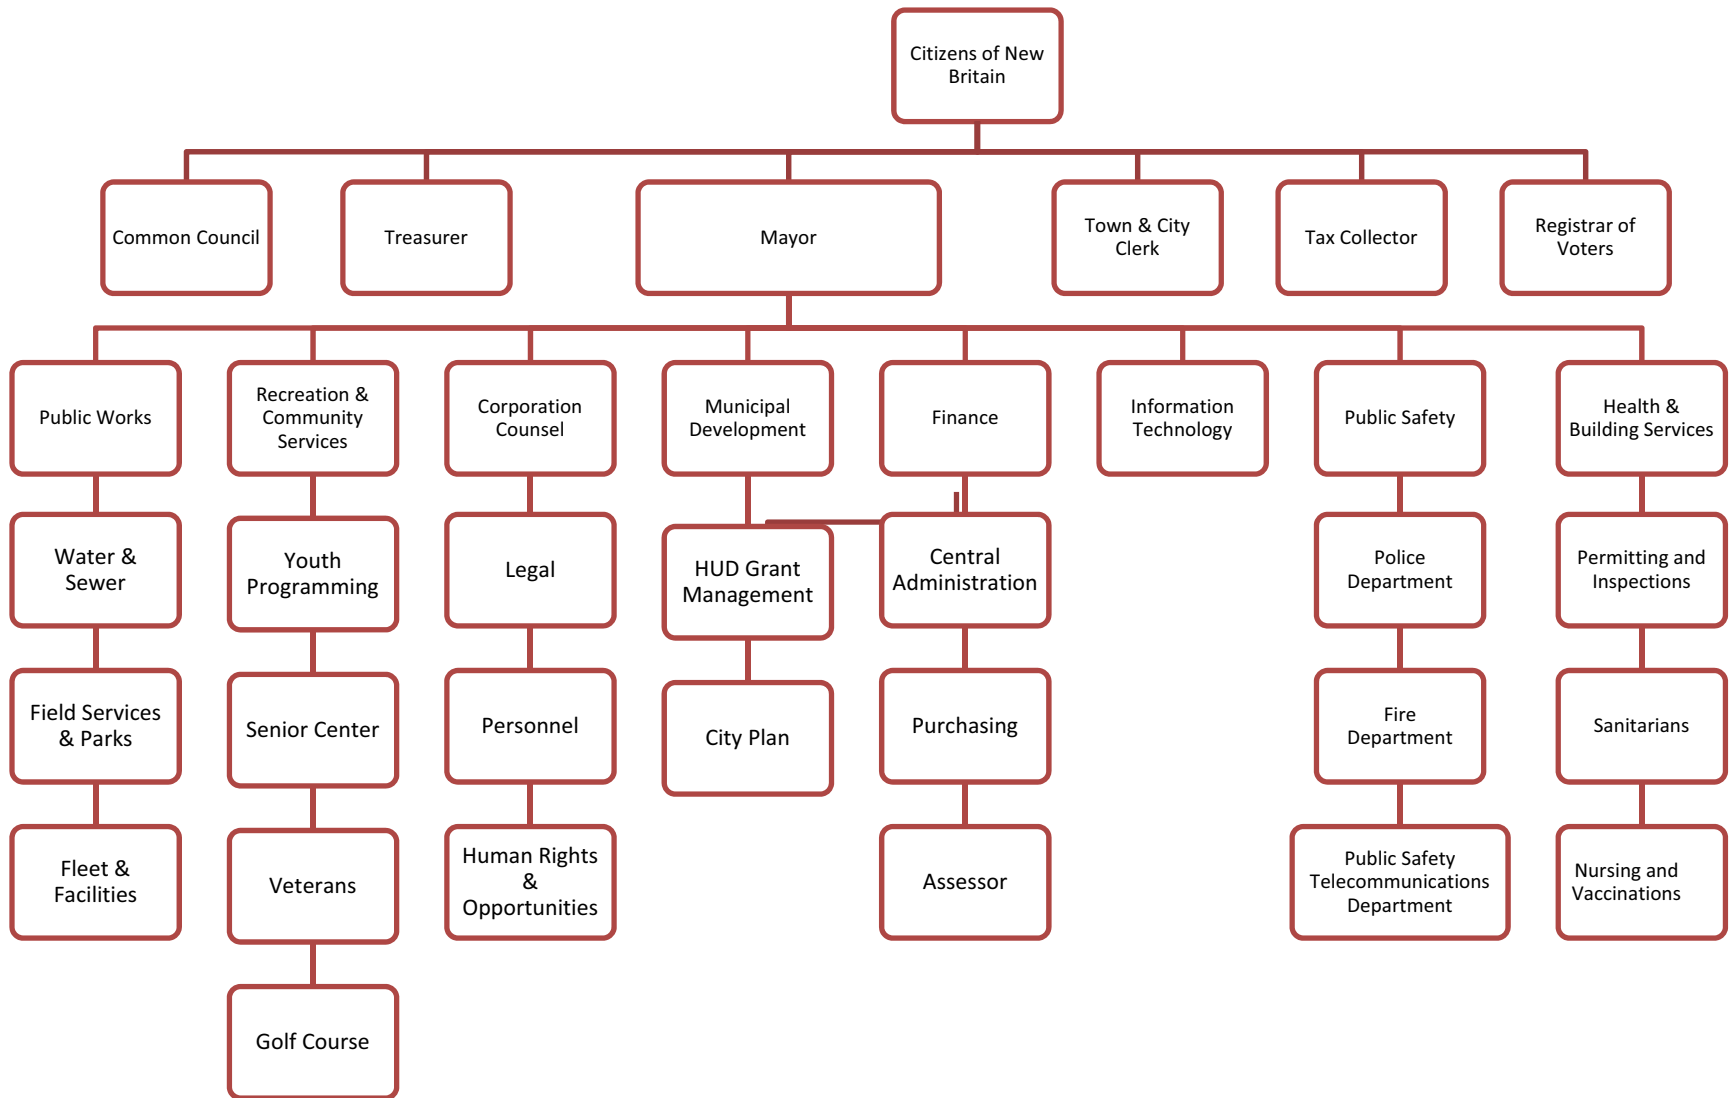 Citizens of New
Britain
Common Council
Treasurer
Mayor
Town & City
Clerk
Tax Collector
Registrar of
Voters
Public Works
Recreation &
Community
Services
Corporation
Counsel
Municipal
Development
Finance
Information
Technology
Public Safety
Health &
Building Services
Water &
Sewer
Youth
Programming
Legal
HUD Grant
Management
Central
Administration
Police
Department
Permitting and
Inspections
Field Services
& Parks
Senior Center
Personnel
City Plan
Purchasing
Fire
Department
Sanitarians
Fleet &
Facilities
Veterans
Human Rights
&
Opportunities
Assessor
Public Safety
Telecommunications
Department
Nursing and
Vaccinations
Golf Course